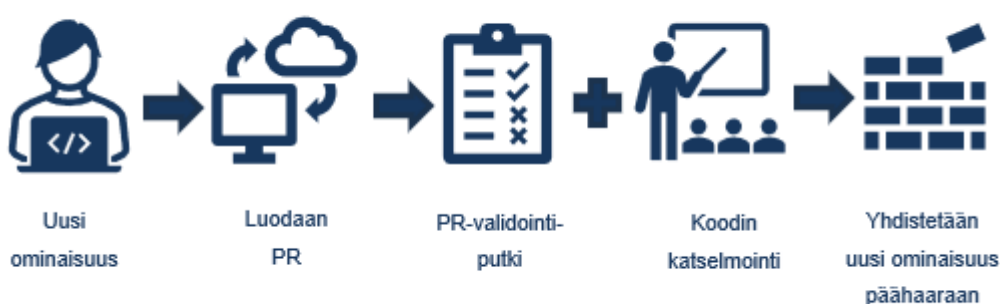 </>
Uusi
ominaisuus
Luodaan
PR
PR-validointi-
putki
Koodin
katselmointi
Yhdistetään
uusi ominaisuus
päähaaraan